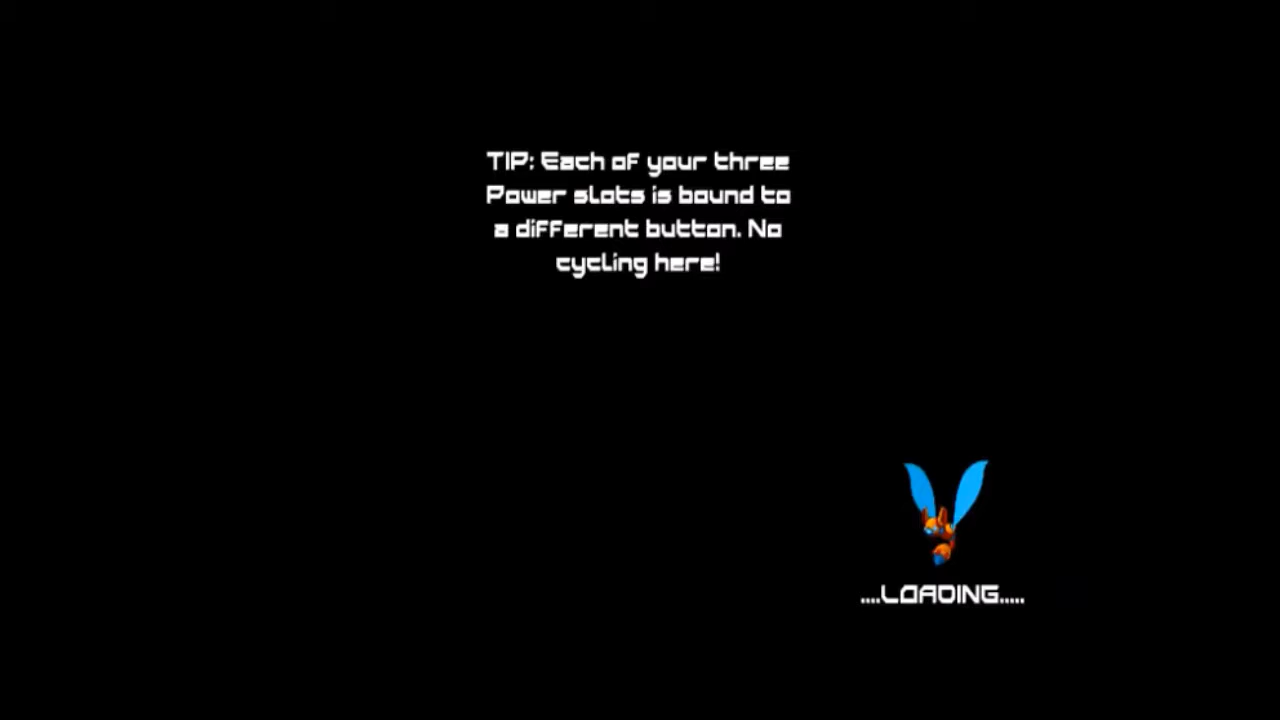 TIP: Each of your three
Power slots is bound to
a different button. No
cycling here!
....LOADING.....